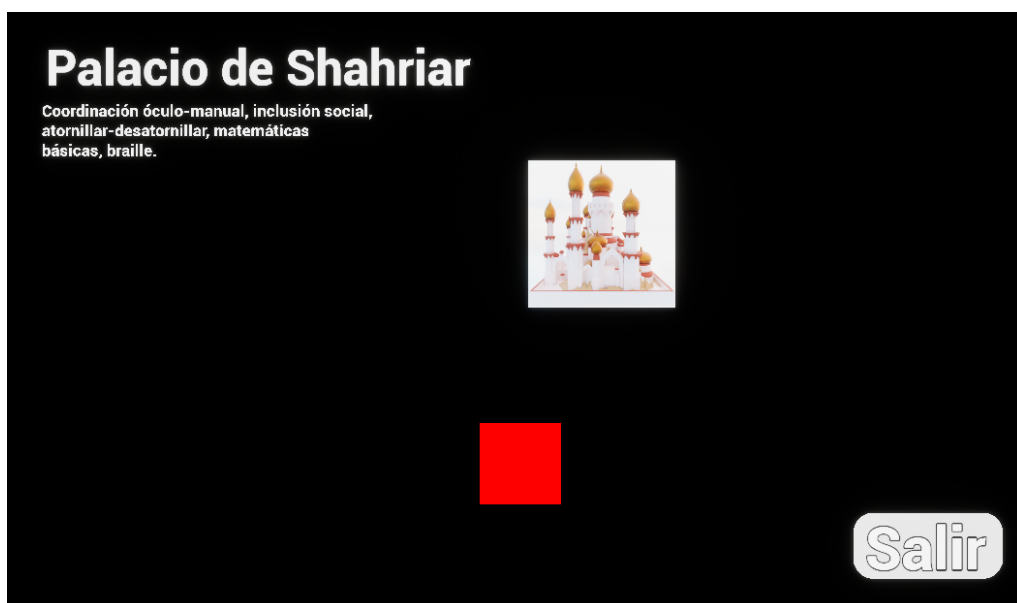 Palacio de Shahriar
Coordinación óculo-manual, inclusión social,
atornillar-desatornillar, matemáticas
básicas, braille.
Salir